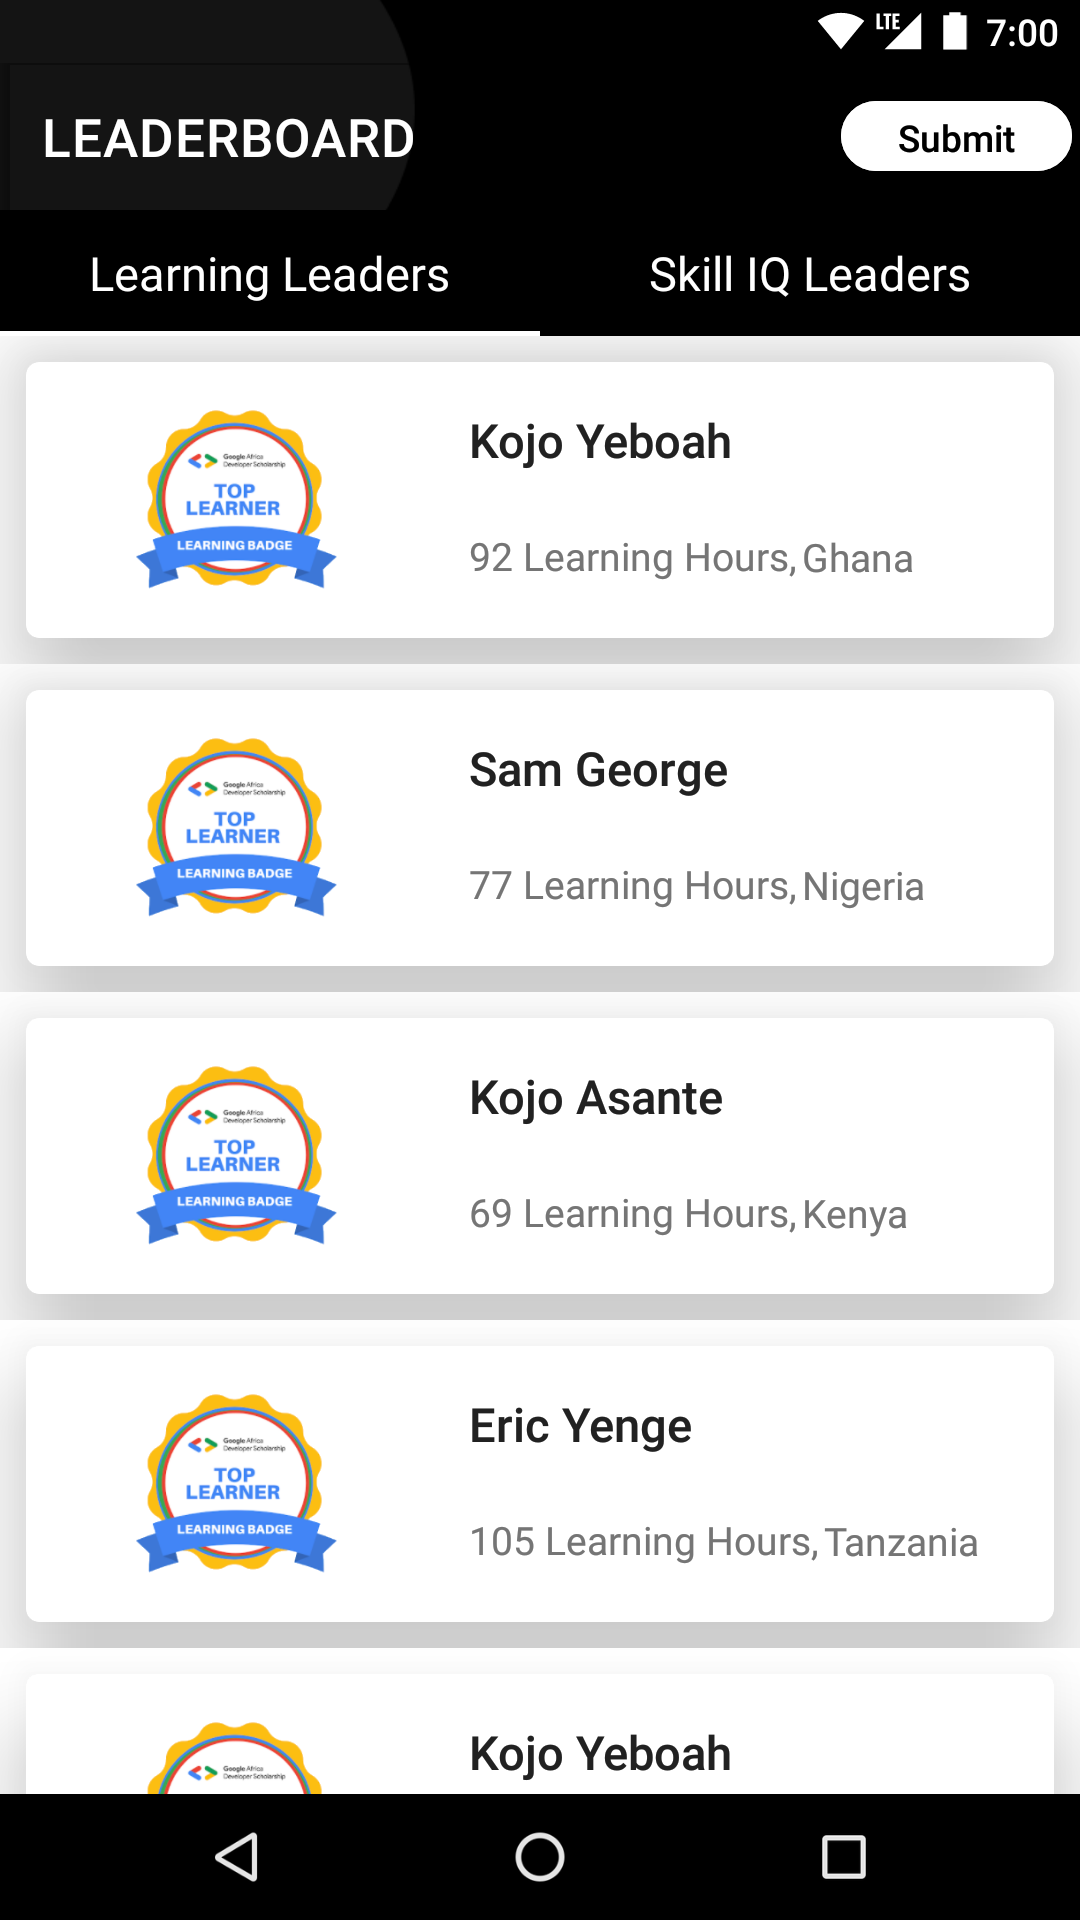 LTE 7:00
LEADERBOARD
Submit
Learning Leaders
Skill IQ Leaders
Google Africa
Developer Scholarship
TOP
LEARNER
LEARNING BADGE
Kojo Yeboah
92 Learning Hours, Ghana
Google Africa
Developer Scholarship
TOP
LEARNER
LEARNING BADGE
Sam George
77 Learning Hours, Nigeria
Google Africa
Developer Scholarship
TOP
LEARNER
LEARNING BADGE
Kojo Asante
69 Learning Hours, Kenya
Google Africa
Developer Scholarship
TOP
LEARNER
LEARNING BADGE
Eric Yenge
105 Learning Hours, Tanzania
Google Africa
Developer Scholarship
Kojo Yeboah